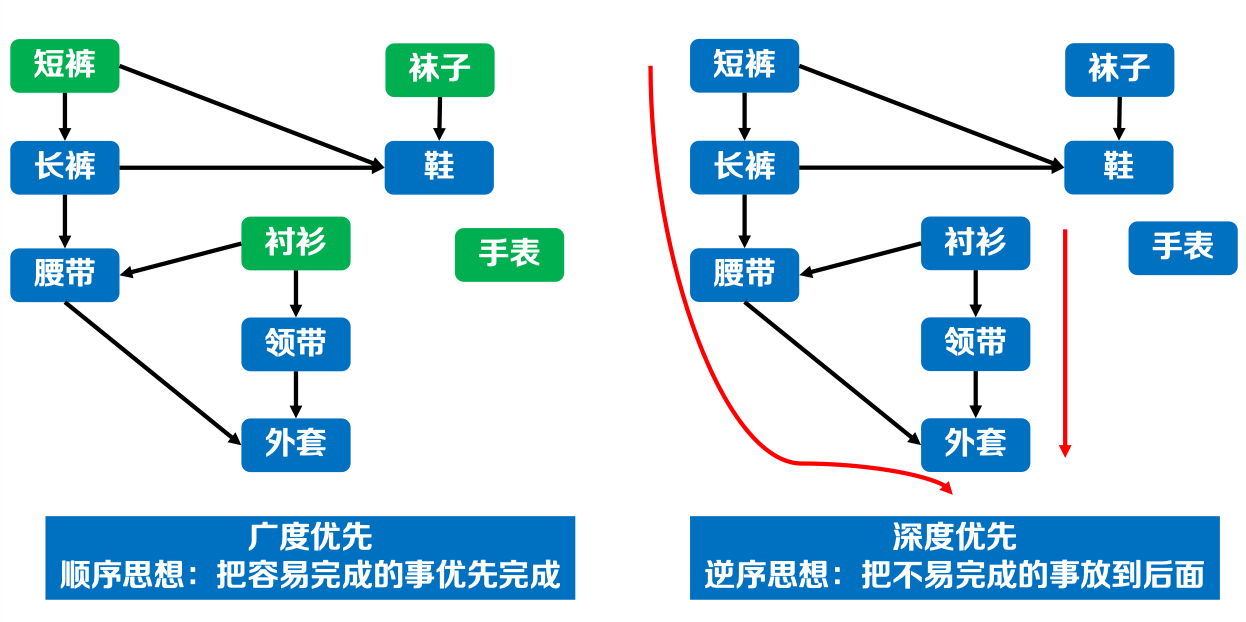 短裤
袜子
长裤
鞋
衬衫
手表
腰带
领带
外套
广度优先
顺序思想：把容易完成的事优先完成
短裤
袜子
长裤
鞋
衬衫
手表
腰带
领带
外套
深度优先
逆序思想：把不易完成的事放到后面